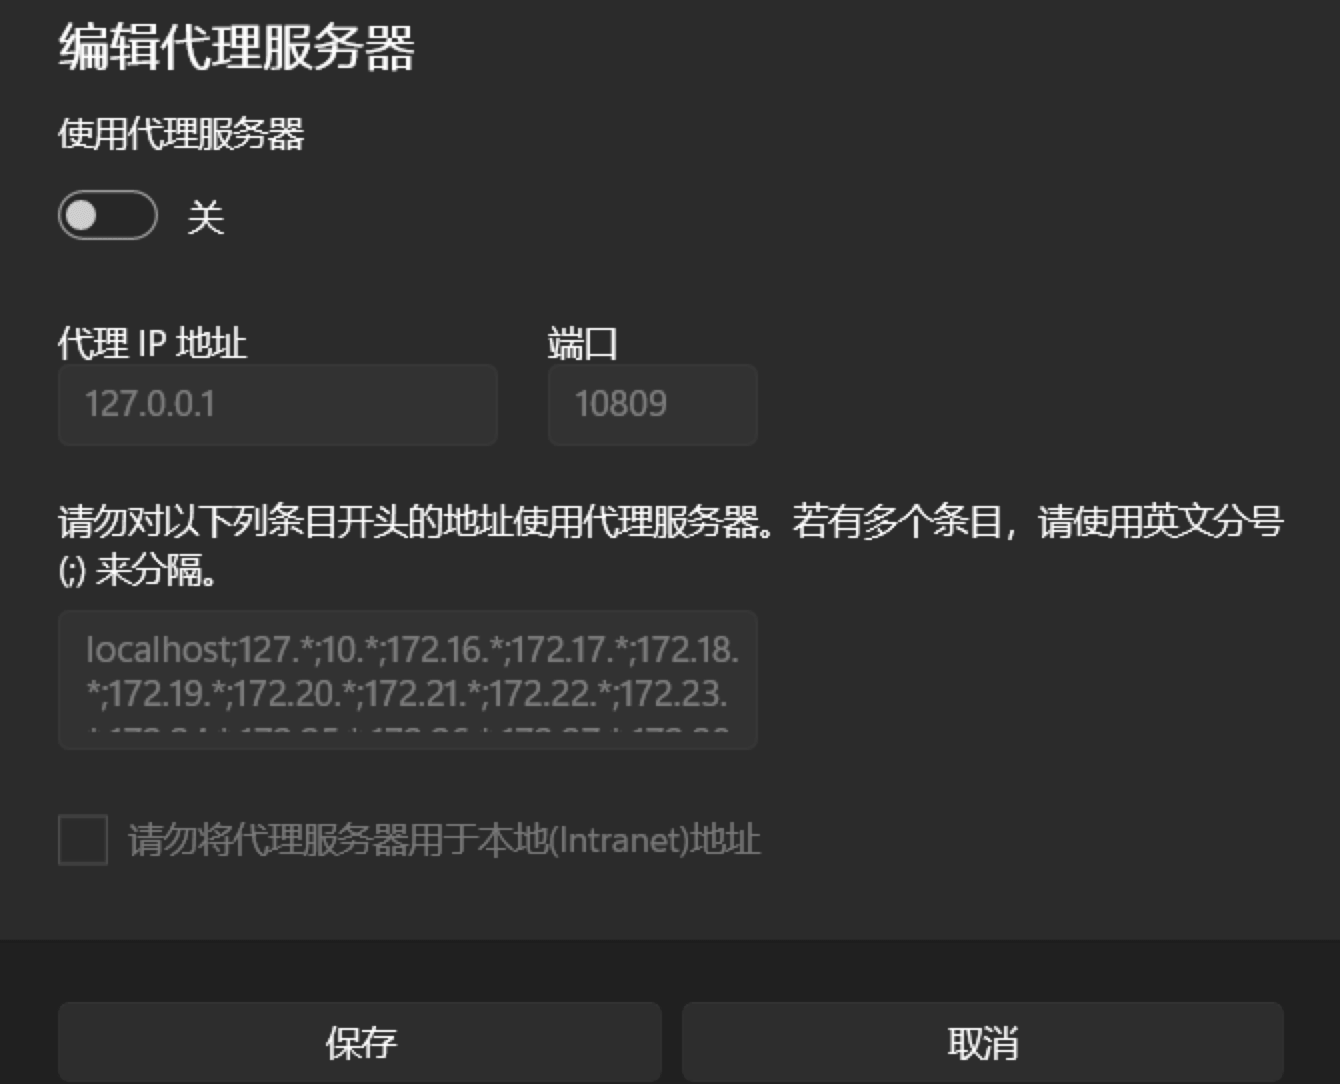 编辑代理服务器
使用代理服务器
关
代理 IP 地址
端口
127.0.0.1
10809
请勿对以下列条目开头的地址使用代理服务器。若有多个条目，请使用英文分号
(;) 来分隔。
localhost;127.*;10.*;172.16.*;172.17.*;172.18.
*;172.19.*;172.20.*;172.21.*;172.22.*;172.23.
请勿将代理服务器用于本地(Intranet)地址
保存
取消